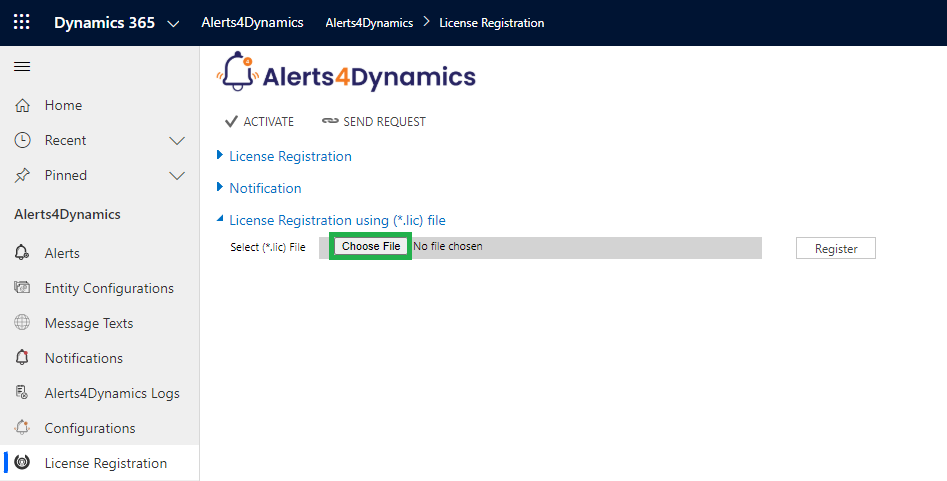 Dynamics 365 Alerts4Dynamics Alerts4Dynamics License Registration
Alerts4Dynamics
ACTIVATE SEND REQUEST
License Registration
Notification
License Registration using (*.lic) file
Select (*.lic) File Choose File No file chosen Register
Home
Recent
Pinned
Alerts4Dynamics
Alerts
Entity Configurations
Message Texts
Notifications
Alerts4Dynamics Logs
Configurations
License Registration